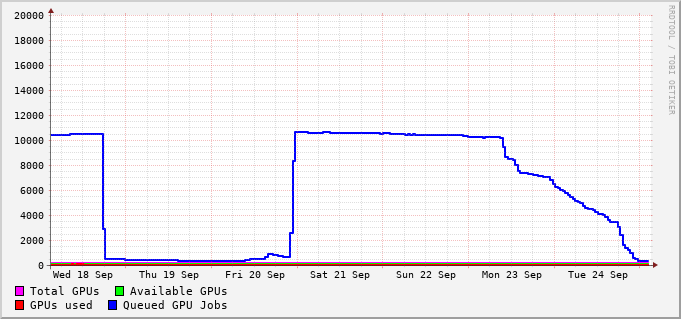 20000
18000
16000
14000
12000
10000
8000
6000
4000
2000
0
Wed 18 Sep Thu 19 Sep Fri 20 Sep Sat 21 Sep Sun 22 Sep Mon 23 Sep Tue 24 Sep
Total GPUs Available GPUs
GPUs used Queued GPU Jobs
RRDTOOL / TOBI OETIKER